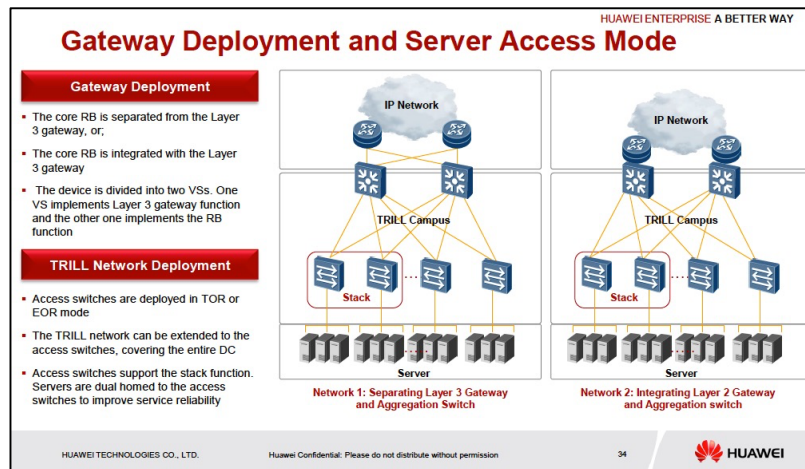 HUAWEI ENTERPRISE A BETTER WAY
Gateway Deployment and Server Access Mode
Gateway Deployment
▪ The core RB is separated from the Layer
3 gateway, or;
▪ The core RB is integrated with the Layer
3 gateway
▪ The device is divided into two VSs. One
VS implements Layer 3 gateway function
and the other one implements the RB
function
TRILL Network Deployment
▪ Access switches are deployed in TOR or
EOR mode
▪ The TRILL network can be extended to the
access switches, covering the entire DC
▪ Access switches support the stack function.
Servers are dual homed to the access
switches to improve service reliability
IP Network
TRILL Campus
Stack
Server
Network 1: Separating Layer 3 Gateway
and Aggregation Switch
IP Network
TRILL Campus
Stack
Server
Network 2: Integrating Layer 2 Gateway
and Aggregation switch
HUAWEI TECHNOLOGIES CO., LTD.
Huawei Confidential: Please do not distribute without permission
34
HUAWEI